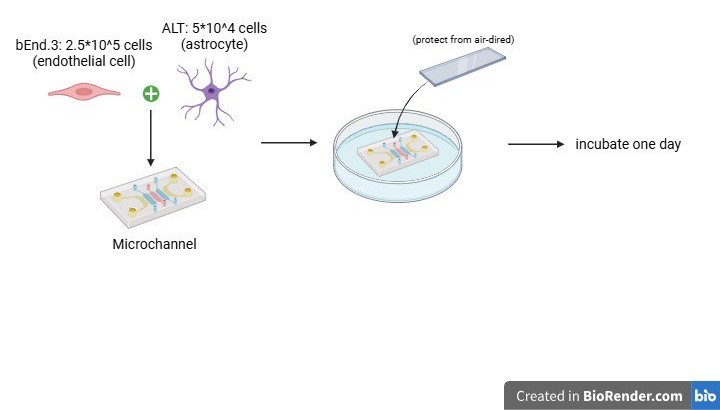 ALT: 5*10^4 cells
(astrocyte)
bEnd.3: 2.5*10^5 cells
(endothelial cell)
(protect from air-dired)
incubate one day
Microchannel
Created in BioRender.com bio